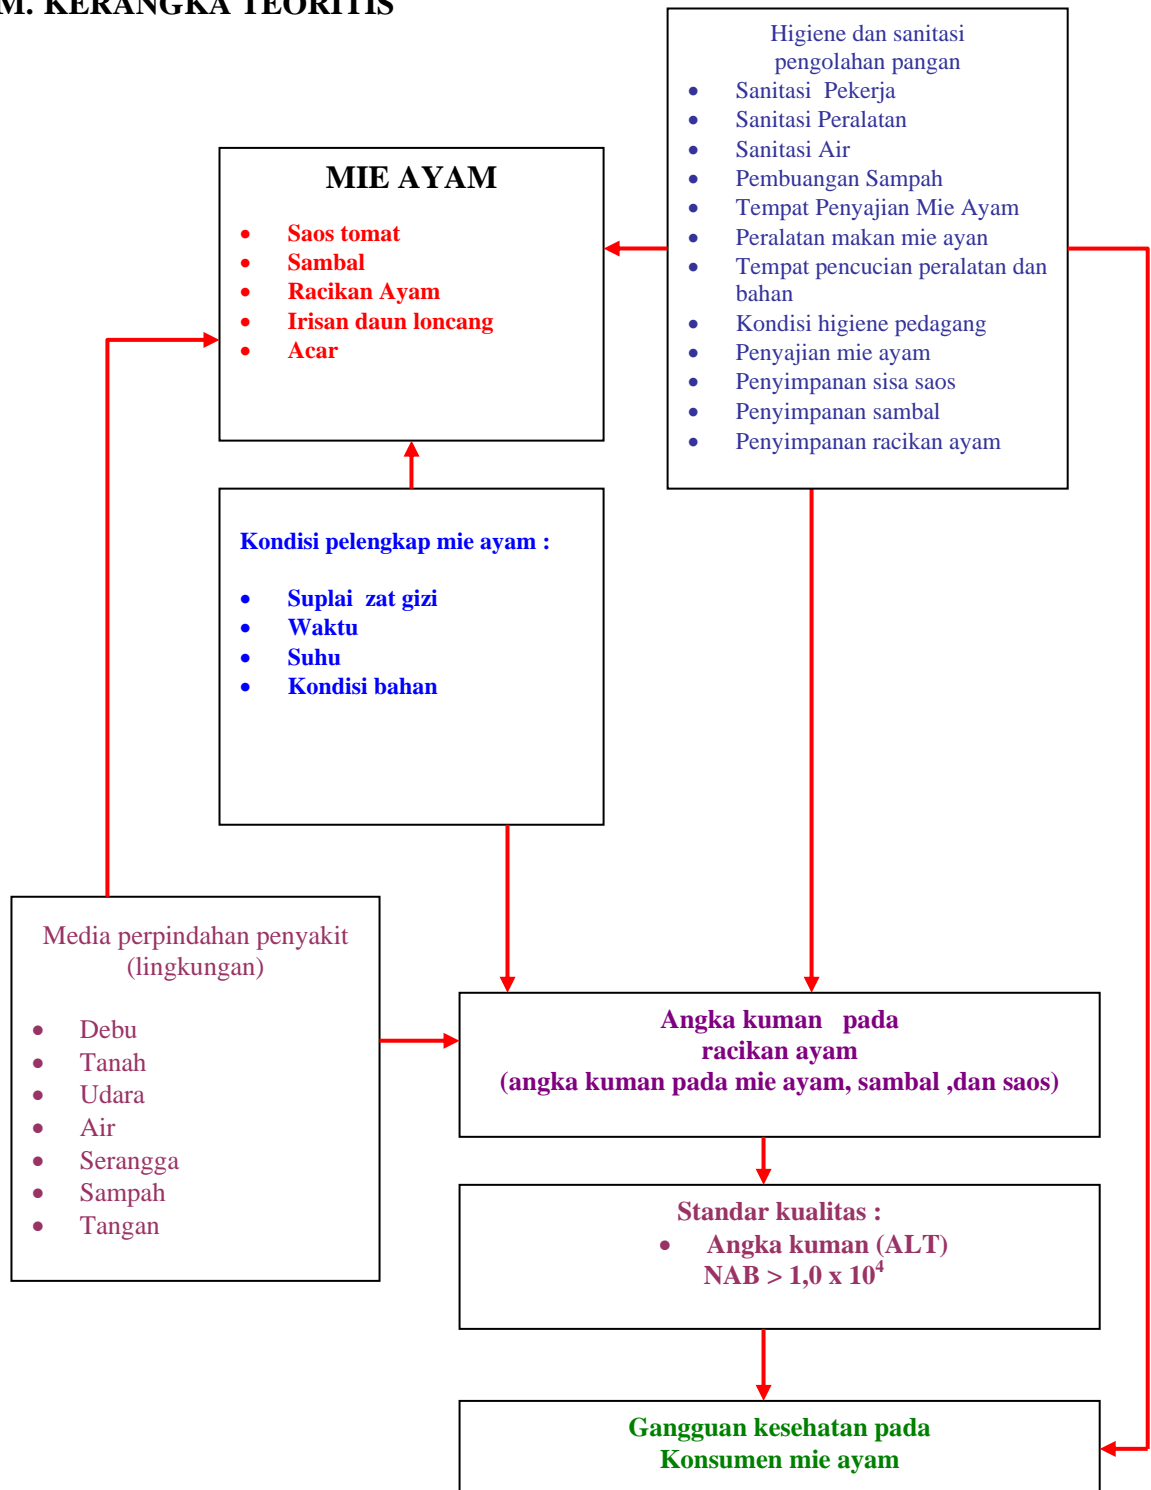 M. KERANGKA TEORITIS
Higiene dan sanitasi
pengolahan pangan
• Sanitasi Pekerja
• Sanitasi Peralatan
• Sanitasi Air
• Pembuangan Sampah
• Tempat Penyajian Mie Ayam
• Peralatan makan mie ayan
• Tempat pencucian peralatan dan
bahan
• Kondisi higiene pedagang
• Penyajian mie ayam
• Penyimpanan sisa saos
• Penyimpanan sambal
• Penyimpanan racikan ayam
MIE AYAM
• Saos tomat
• Sambal
• Racikan Ayam
• Irisan daun loncang
• Acar
Kondisi pelengkap mie ayam :
• Suplai zat gizi
• Waktu
• Suhu
• Kondisi bahan
Media perpindahan penyakit
(lingkungan)
• Debu
• Tanah
• Udara
• Air
• Serangga
• Sampah
• Tangan
Angka kuman pada
racikan ayam
(angka kuman pada mie ayam, sambal ,dan saos)
Standar kualitas :
• Angka kuman (ALT)
NAB > 1,0 x 10⁴
Gangguan kesehatan pada
Konsumen mie ayam